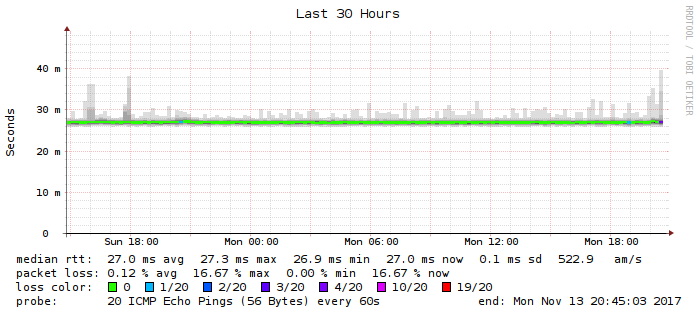 Last 30 Hours
RRDTOOL / TOBI OETIKER
Seconds
40 m
30 m
20 m
10 m
0
Sun 18:00 Mon 00:00 Mon 06:00 Mon 12:00 Mon 18:00
median rtt: 27.0 ms avg 27.3 ms max 26.9 ms min 27.0 ms now 0.1 ms sd 522.9 am/s
packet loss: 0.12 % avg 16.67 % max 0.00 % min 16.67 % now
loss color: 0 1/20 2/20 3/20 4/20 10/20 19/20
probe: 20 ICMP Echo Pings (56 Bytes) every 60s end: Mon Nov 13 20:45:03 2017